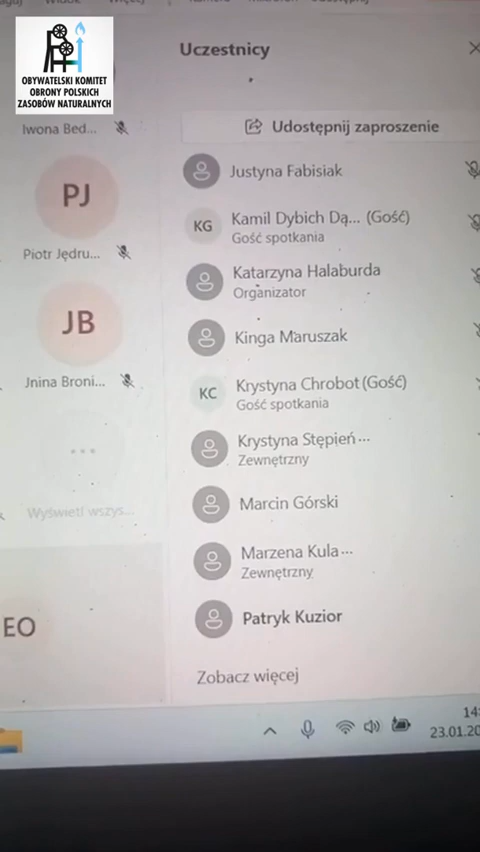 OBYWATELSKI KOMITET
OBRONY POLSKICH
ZASOBÓW NATURALNYCH
Uczestnicy
Iwona Bed...
Udostępnij zaproszenie
PJ
Piotr Jędru...
JB
Jnina Broni...
Wyświetl wszys...
EO
Justyna Fabisiak
KG
Kamil Dybich Dą... (Gość)
Gość spotkania
Katarzyna Halaburda
Organizator
Kinga Maruszak
KC
Krystyna Chrobot (Gość)
Gość spotkania
Krystyna Stępień...
Zewnętrzny
Marcin Górski
Marzena Kula...
Zewnętrzny
Patryk Kuzior
Zobacz więcej
14:
23.01.20